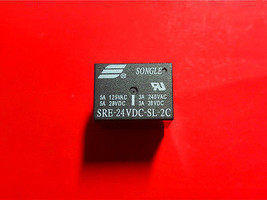 SONGLE
®
5A 125VAC 3A 240VAC
5A 28VDC 3A 28VDC
SRE-24VDC-SL-2C